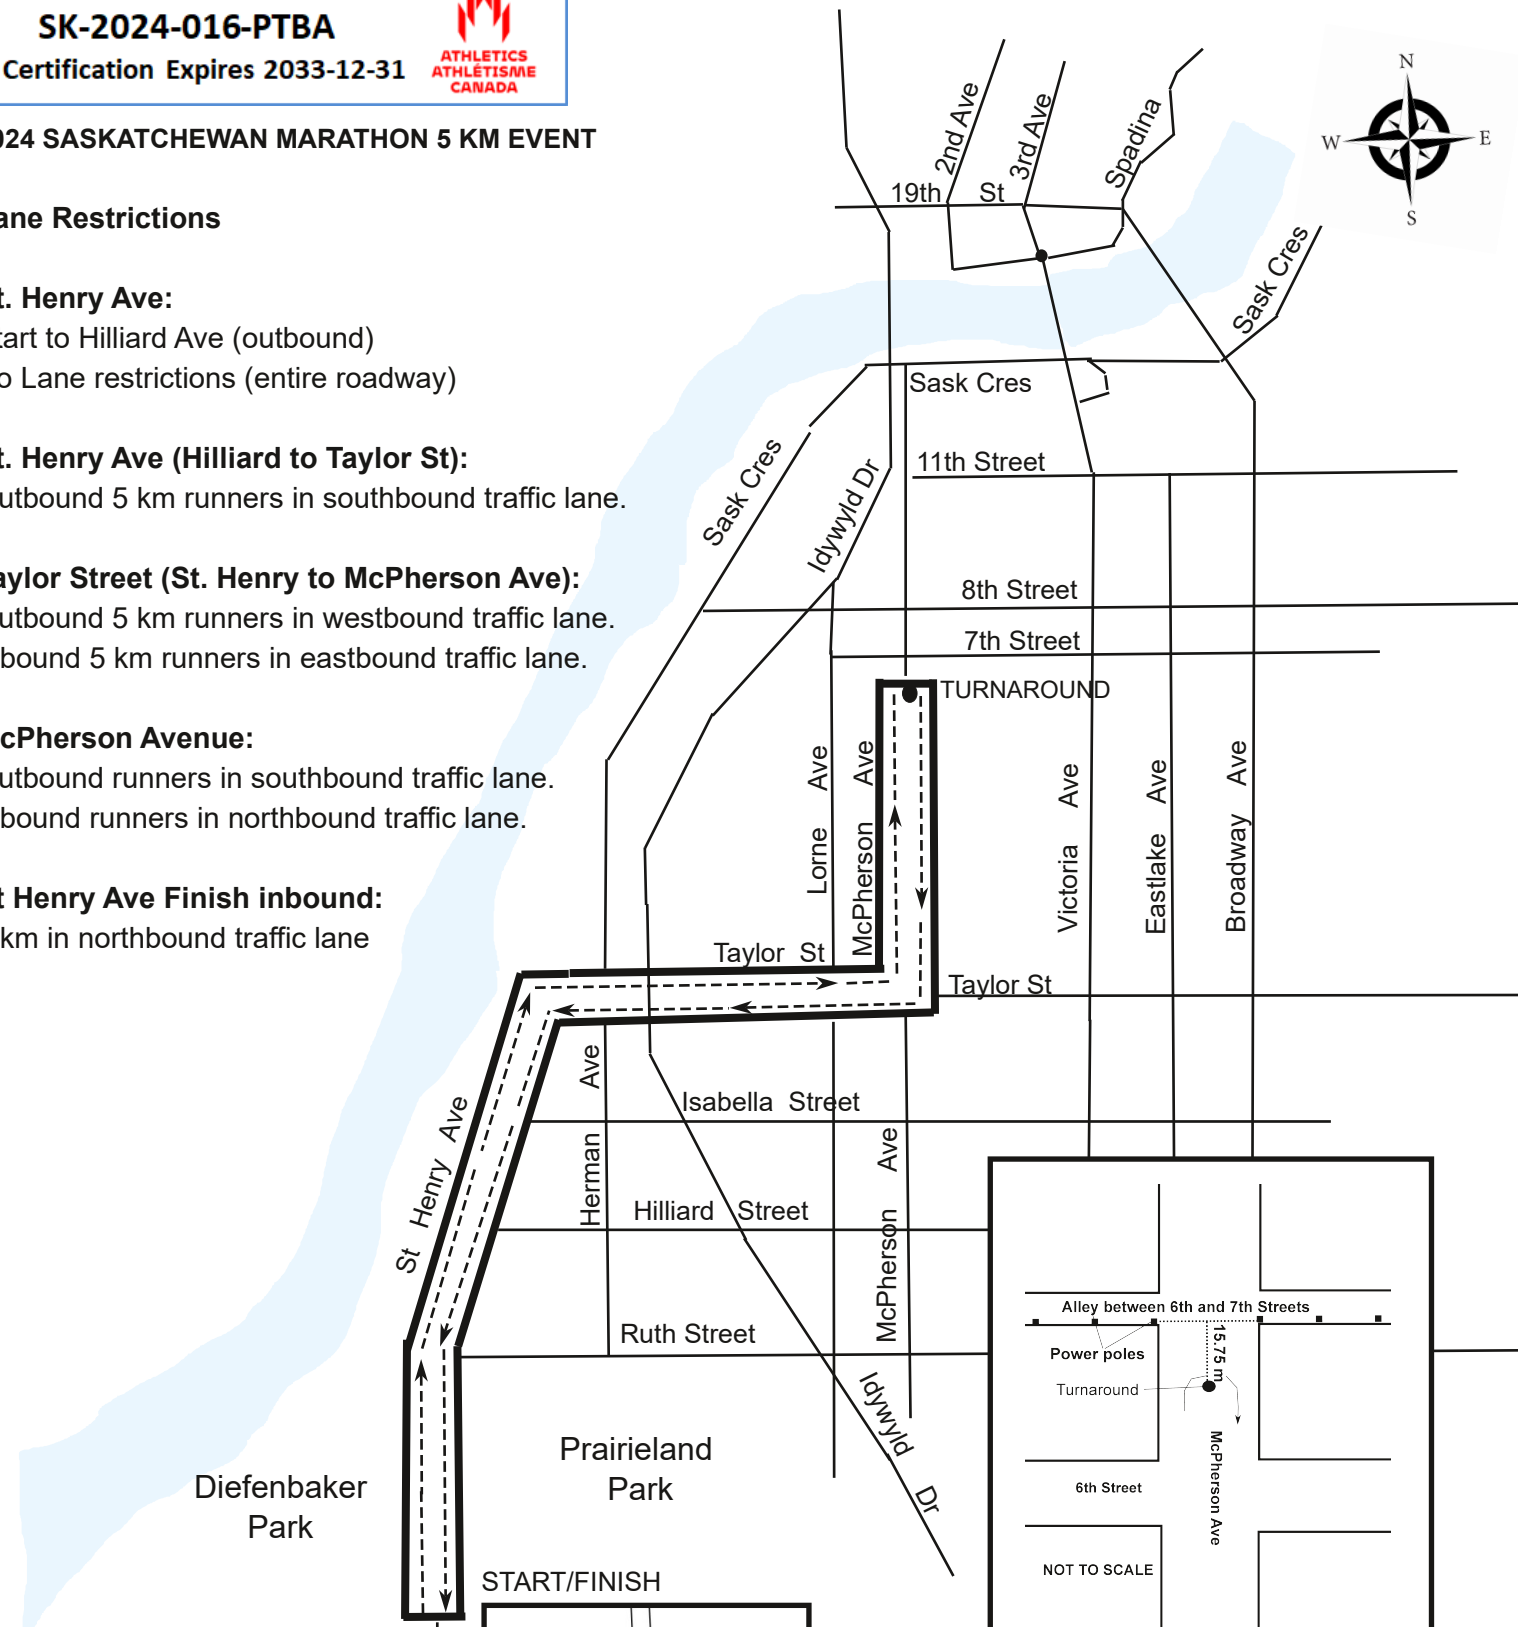 SK-2024-016-PTBA
Certification Expires 2033-12-31
ATHLETICS
ATHLÉTISME
CANADA
024 SASKATCHEWAN MARATHON 5 KM EVENT
ane Restrictions
t. Henry Ave:
tart to Hilliard Ave (outbound)
o Lane restrictions (entire roadway)
t. Henry Ave (Hilliard to Taylor St):
utbound 5 km runners in southbound traffic lane.
aylor Street (St. Henry to McPherson Ave):
utbound 5 km runners in westbound traffic lane.
bound 5 km runners in eastbound traffic lane.
cPherson Avenue:
utbound runners in southbound traffic lane.
bound runners in northbound traffic lane.
t Henry Ave Finish inbound:
km in northbound traffic lane
N
W
E
S
2nd Ave
3rd Ave
Spadina
19th St
Sask Cres
Sask Cres
Sask Cres
Idywyld Dr
11th Street
8th Street
7th Street
TURNAROUND
Lorne Ave
McPherson Ave
Victoria Ave
Eastlake Ave
Broadway Ave
Taylor St
Taylor St
St Henry Ave
Herman Ave
Isabella Street
Hilliard Street
McPherson Ave
Ruth Street
Idywyld Dr
Prairieland
Park
Diefenbaker
Park
START/FINISH
Alley between 6th and 7th Streets
15.75 m
Power poles
Turnaround
McPherson Ave
6th Street
NOT TO SCALE